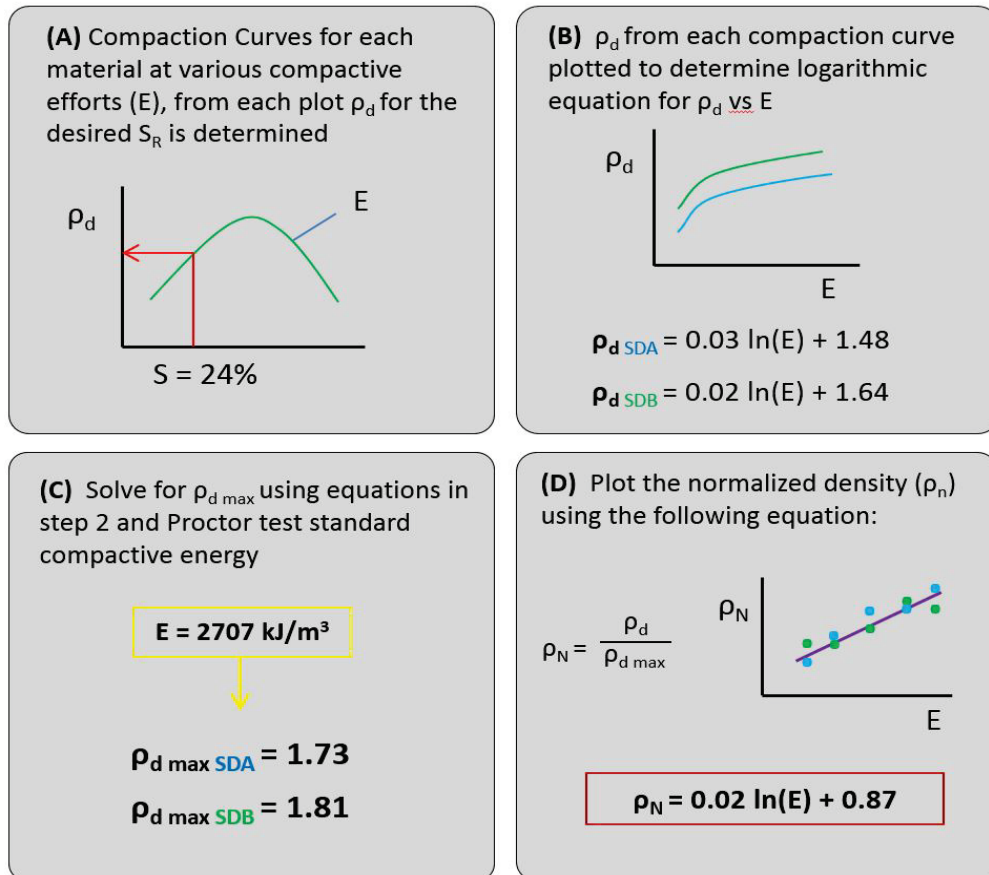 (A) Compaction Curves for each
material at various compactive
efforts (E), from each plot ρd for the
desired SR is determined
E
ρd
S = 24%
(B) ρd from each compaction curve
plotted to determine logarithmic
equation for ρd vs E
ρd
E
ρd SDA = 0.03 ln(E) + 1.48
ρd SDB = 0.02 ln(E) + 1.64
(C) Solve for ρd max using equations in
step 2 and Proctor test standard
compactive energy
E = 2707 kJ/m³
ρd max SDA = 1.73
ρd max SDB = 1.81
(D) Plot the normalized density (ρn)
using the following equation:
ρN = ρd / ρd max
ρN
E
ρN = 0.02 ln(E) + 0.87